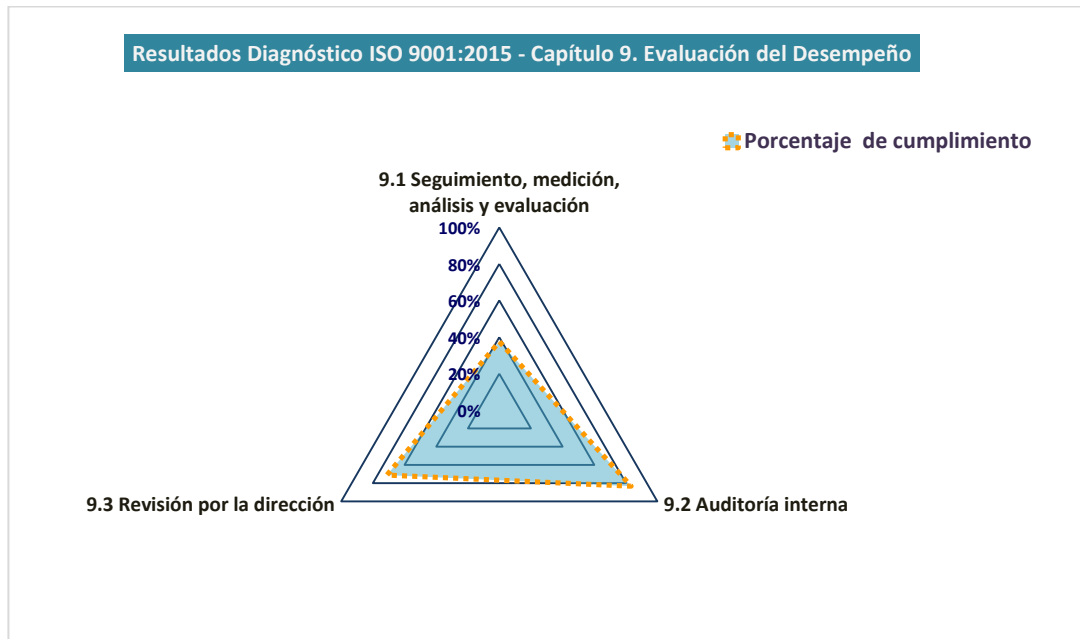 Resultados Diagnóstico ISO 9001:2015 - Capítulo 9. Evaluación del Desempeño
Porcentaje  de cumplimiento
9.1 Seguimiento, medición,
análisis y evaluación
100%
80%
60%
40%
20%
0%
9.3 Revisión por la dirección
9.2 Auditoría interna